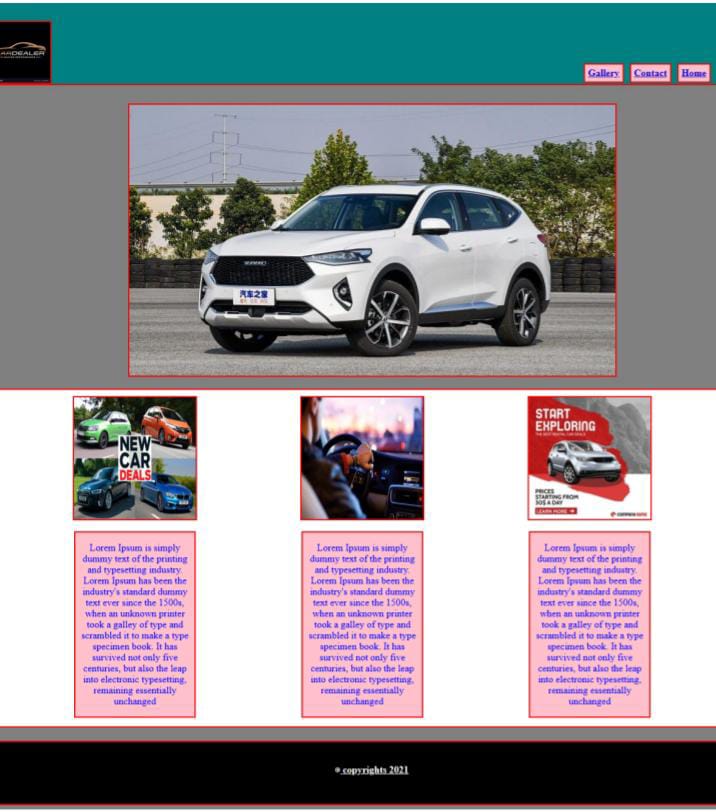 CARDEALER
Gallery Contact Home
HAVAL
汽车之家
NEW
CAR
DEALS
START
EXPLORING
THE BEST RENTAL CAR DEALS
PRICES
STARTING FROM
30$ A DAY
LEARN MORE
COMPANY NAME
Lorem Ipsum is simply
dummy text of the printing
and typesetting industry.
Lorem Ipsum has been the
industry's standard dummy
text ever since the 1500s,
when an unknown printer
took a galley of type and
scrambled it to make a type
specimen book. It has
survived not only five
centuries, but also the leap
into electronic typesetting,
remaining essentially
unchanged
Lorem Ipsum is simply
dummy text of the printing
and typesetting industry.
Lorem Ipsum has been the
industry's standard dummy
text ever since the 1500s,
when an unknown printer
took a galley of type and
scrambled it to make a type
specimen book. It has
survived not only five
centuries, but also the leap
into electronic typesetting,
remaining essentially
unchanged
Lorem Ipsum is simply
dummy text of the printing
and typesetting industry.
Lorem Ipsum has been the
industry's standard dummy
text ever since the 1500s,
when an unknown printer
took a galley of type and
scrambled it to make a type
specimen book. It has
survived not only five
centuries, but also the leap
into electronic typesetting,
remaining essentially
unchanged
© copyrights 2021